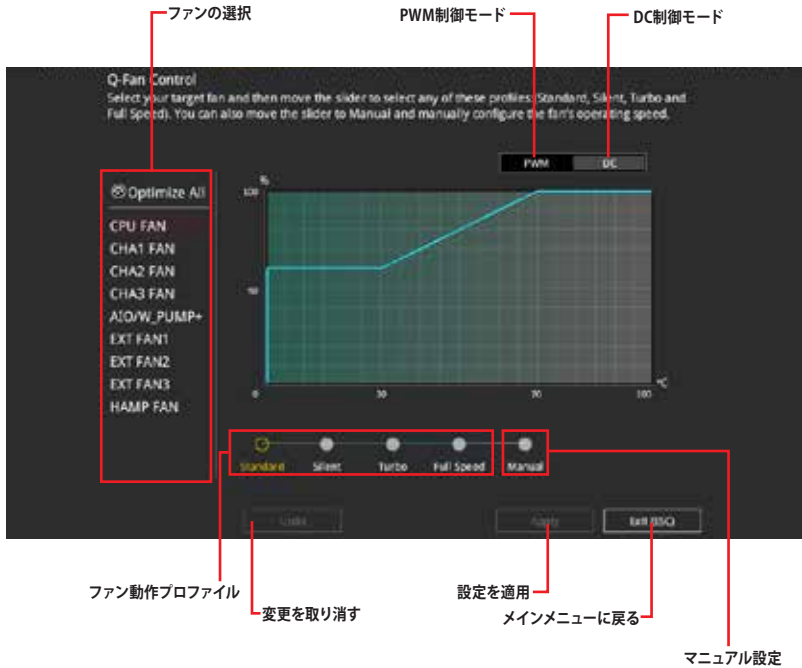 ファンの選択
PWM制御モード
DC制御モード
Q-Fan Control
Select your target fan and then move the slider to select any of these profiles (Standard, Silent, Turbo and
Full Speed). You can also move the slider to Manual and manually configure the fan's operating speed.
PWM
DC
Optimize All
CPU FAN
CHA1 FAN
CHA2 FAN
CHA3 FAN
AIO/W_PUMP+
EXT FAN1
EXT FAN2
EXT FAN3
HAMP FAN
%
100
50
0
30
70
100
°C
Standard
Silent
Turbo
Full Speed
Manual
Undo
Apply
Exit (ESC)
ファン動作プロファイル
変更を取り消す
設定を適用
メインメニューに戻る
マニュアル設定